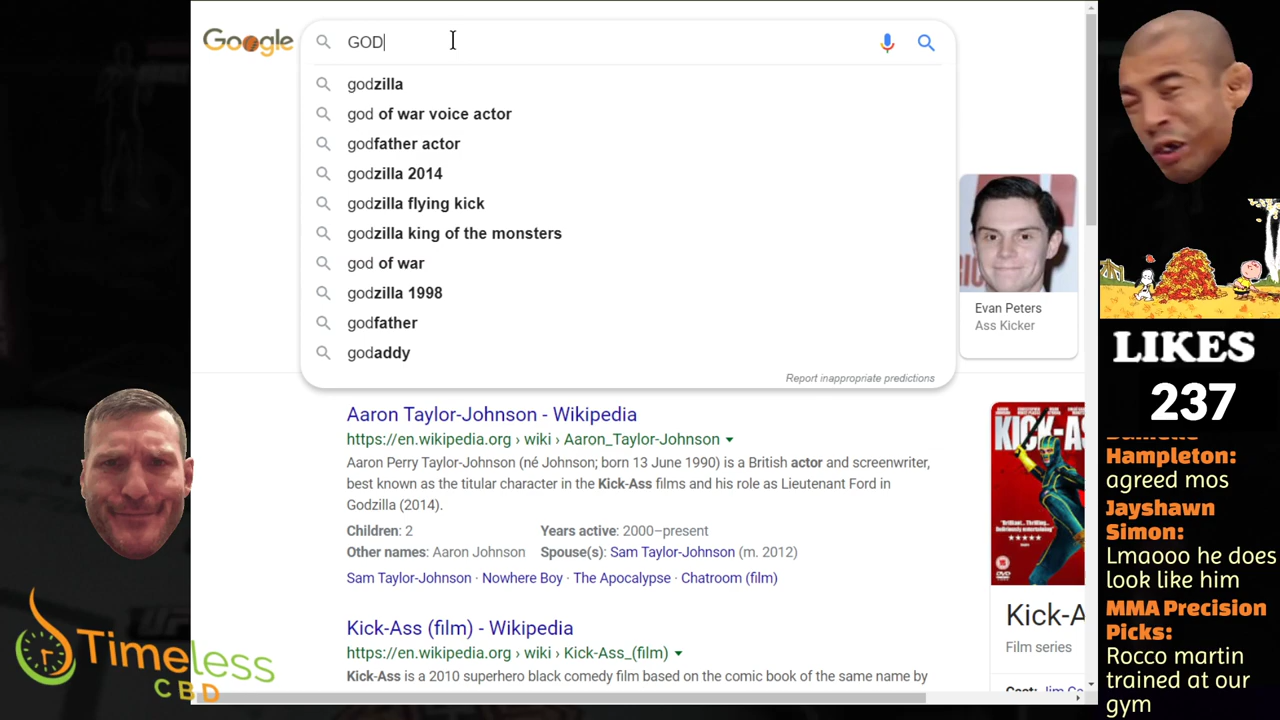 Google
GOD
godzilla
god of war voice actor
godfather actor
godzilla 2014
godzilla flying kick
godzilla king of the monsters
god of war
godzilla 1998
godfather
godaddy
Report inappropriate predictions
Evan Peters
Ass Kicker
Aaron Taylor-Johnson - Wikipedia
https://en.wikipedia.org › wiki › Aaron_Taylor-Johnson
Aaron Perry Taylor-Johnson (né Johnson; born 13 June 1990) is a British actor and screenwriter,
best known as the titular character in the Kick-Ass films and his role as Lieutenant Ford in
Godzilla (2014).
Children: 2 Years active: 2000–present
Other names: Aaron Johnson Spouse(s): Sam Taylor-Johnson (m. 2012)
Sam Taylor-Johnson · Nowhere Boy · The Apocalypse · Chatroom (film)
Kick-Ass (film) - Wikipedia
https://en.wikipedia.org › wiki › Kick-Ass_(film)
Kick-Ass is a 2010 superhero black comedy film based on the comic book of the same name by
KICK-AS
Kick-A
Film series
Timeless
CBD
LIKES
237
Hampleton:
agreed mos
Jayshawn
Simon:
Lmaooo he does
look like him
MMA Precision
Picks:
Rocco martin
trained at our
gym